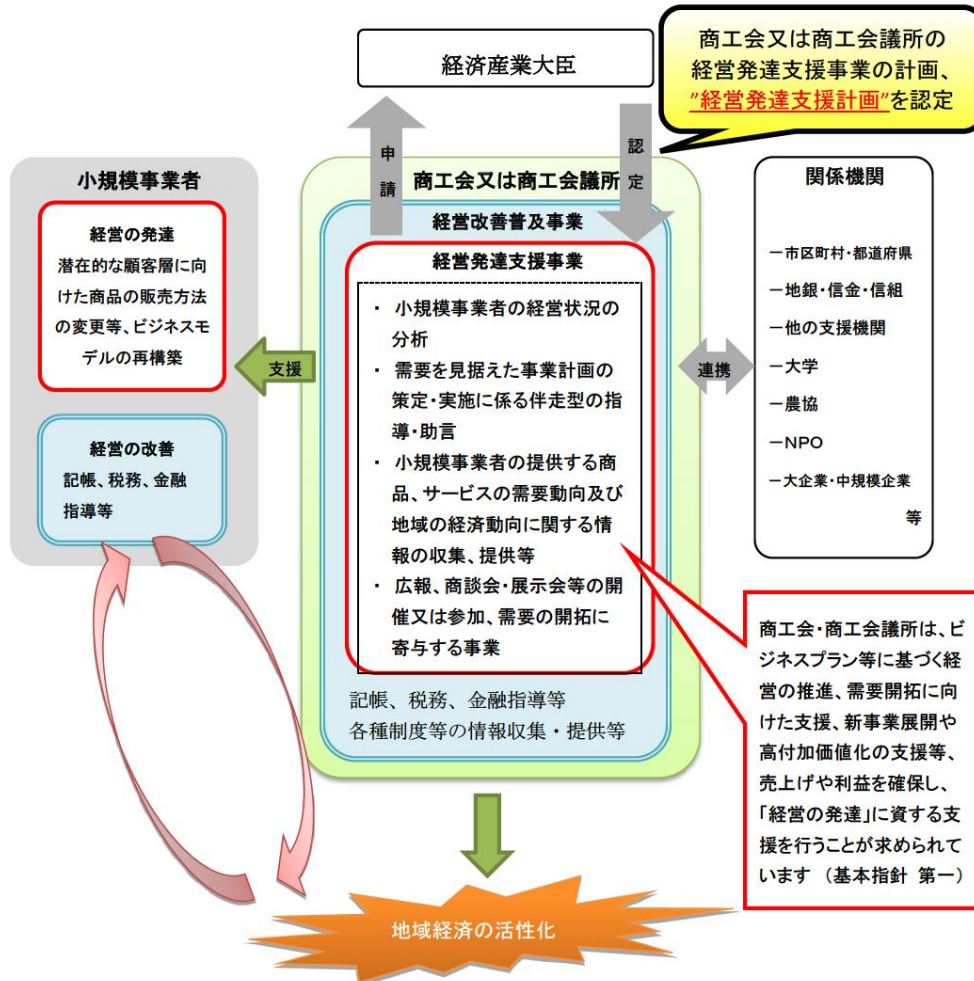 経済産業大臣
商工会又は商工会議所の
経営発達支援事業の計画、
”経営発達支援計画”を認定
申請
認定
小規模事業者
経営の発達
潜在的な顧客層に向
けた商品の販売方法
の変更等、ビジネスモ
デルの再構築
経営の改善
記帳、税務、金融
指導等
支援
商工会又は商工会議所
経営改善普及事業
経営発達支援事業
・ 小規模事業者の経営状況の
分析
・ 需要を見据えた事業計画の
策定・実施に係る伴走型の指
導・助言
・ 小規模事業者の提供する商
品、サービスの需要動向及び
地域の経済動向に関する情
報の収集、提供等
・ 広報、商談会・展示会等の開
催又は参加、需要の開拓に
寄与する事業
記帳、税務、金融指導等
各種制度等の情報収集・提供等
連携
関係機関
－市区町村・都道府県
－地銀・信金・信組
－他の支援機関
－大学
－農協
－NPO
－大企業・中規模企業
等
商工会・商工会議所は、ビ
ジネスプラン等に基づく経
営の推進、需要開拓に向
けた支援、新事業展開や
高付加価値化の支援等、
売上げや利益を確保し、
「経営の発達」に資する支
援を行うことが求められて
います （基本指針 第一）
地域経済の活性化